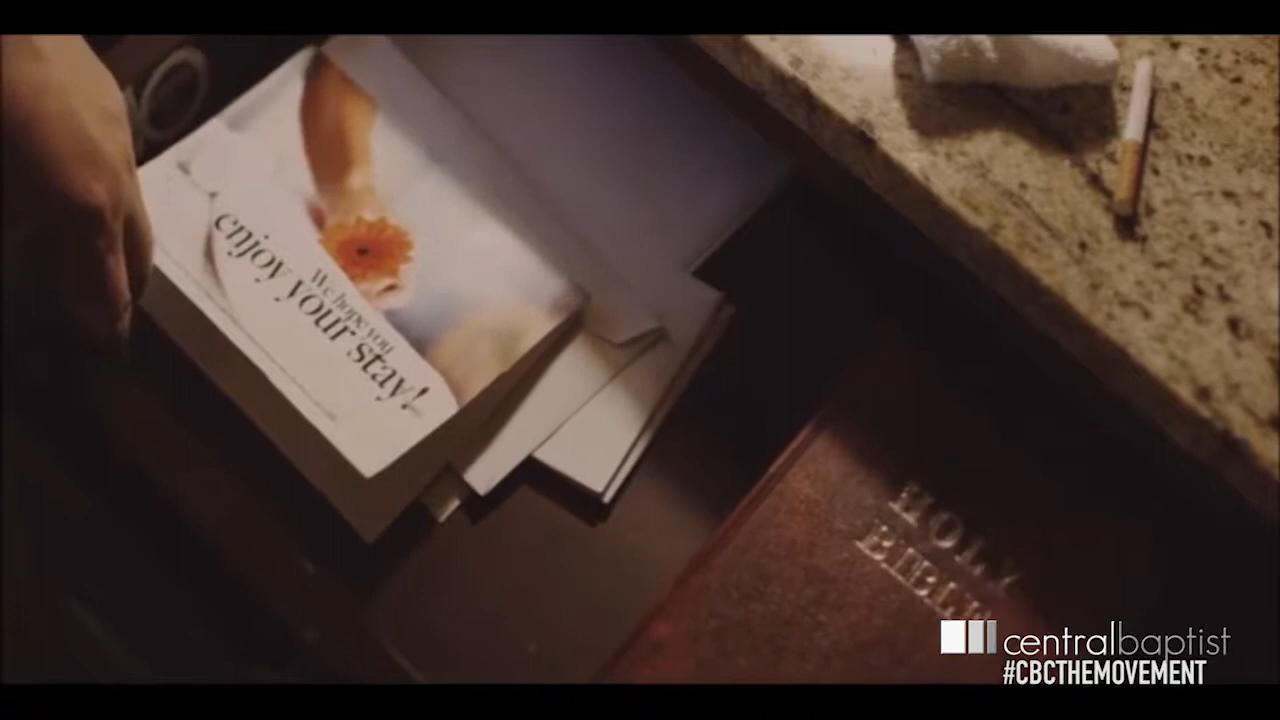 We hope you
enjoy your stay!
HOLY
BIBLE
centralbaptist
#CBCTHEMOVEMENT